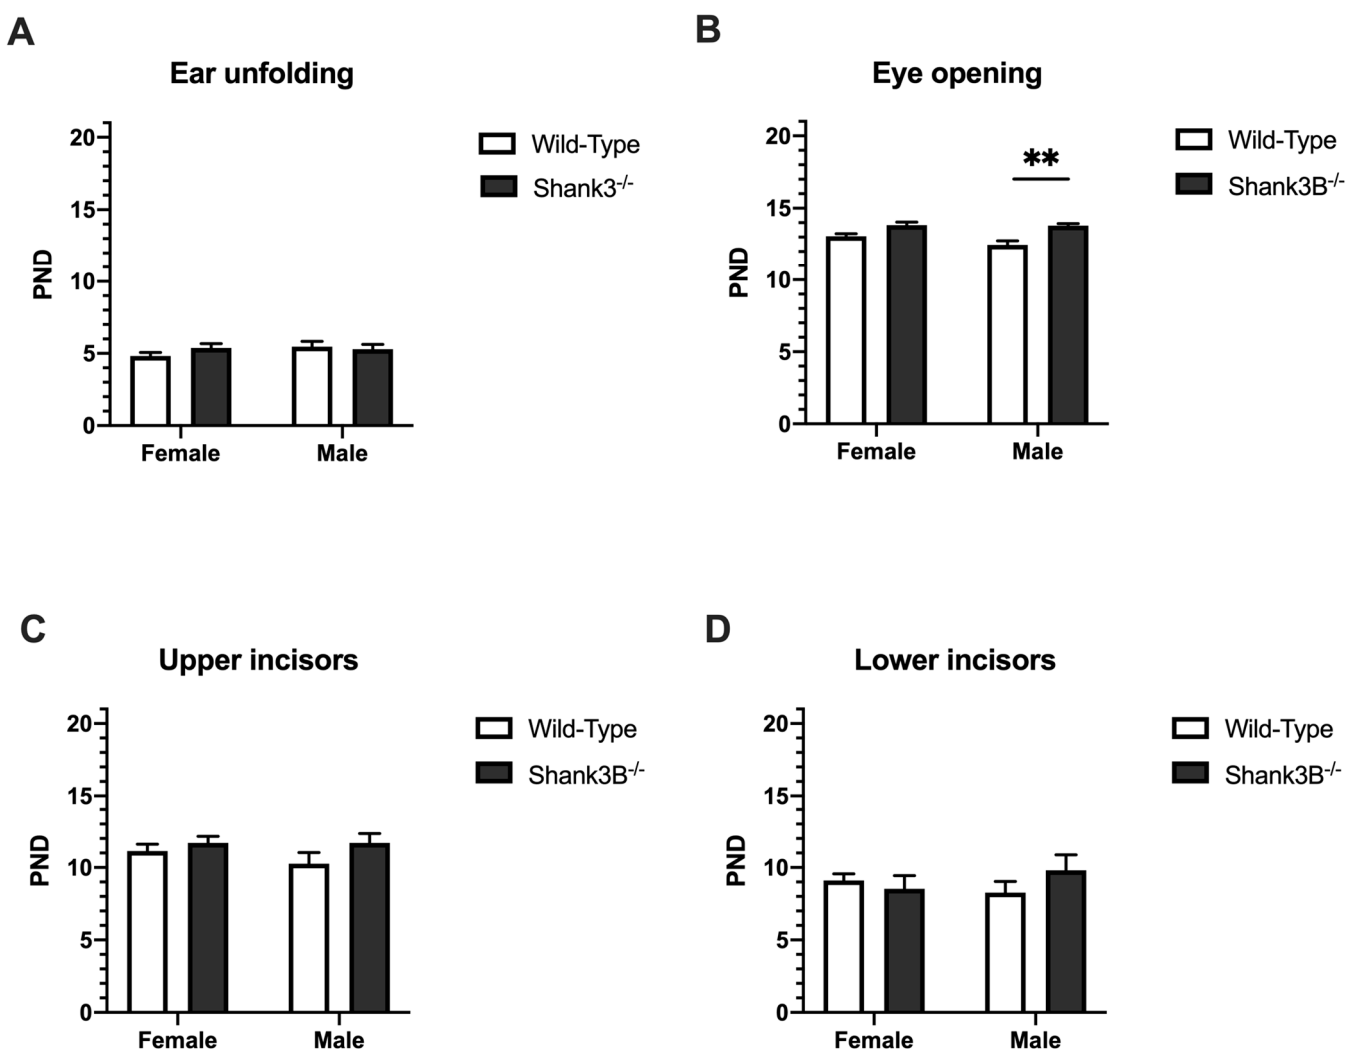 A
Ear unfolding
20
15
10
5
0
PND
Female
Male
Wild-Type
Shank3-/-
B
Eye opening
20
15
10
5
0
PND
**
Female
Male
Wild-Type
Shank3B-/-
C
Upper incisors
20
15
10
5
0
PND
Female
Male
Wild-Type
Shank3B-/-
D
Lower incisors
20
15
10
5
0
PND
Female
Male
Wild-Type
Shank3B-/-